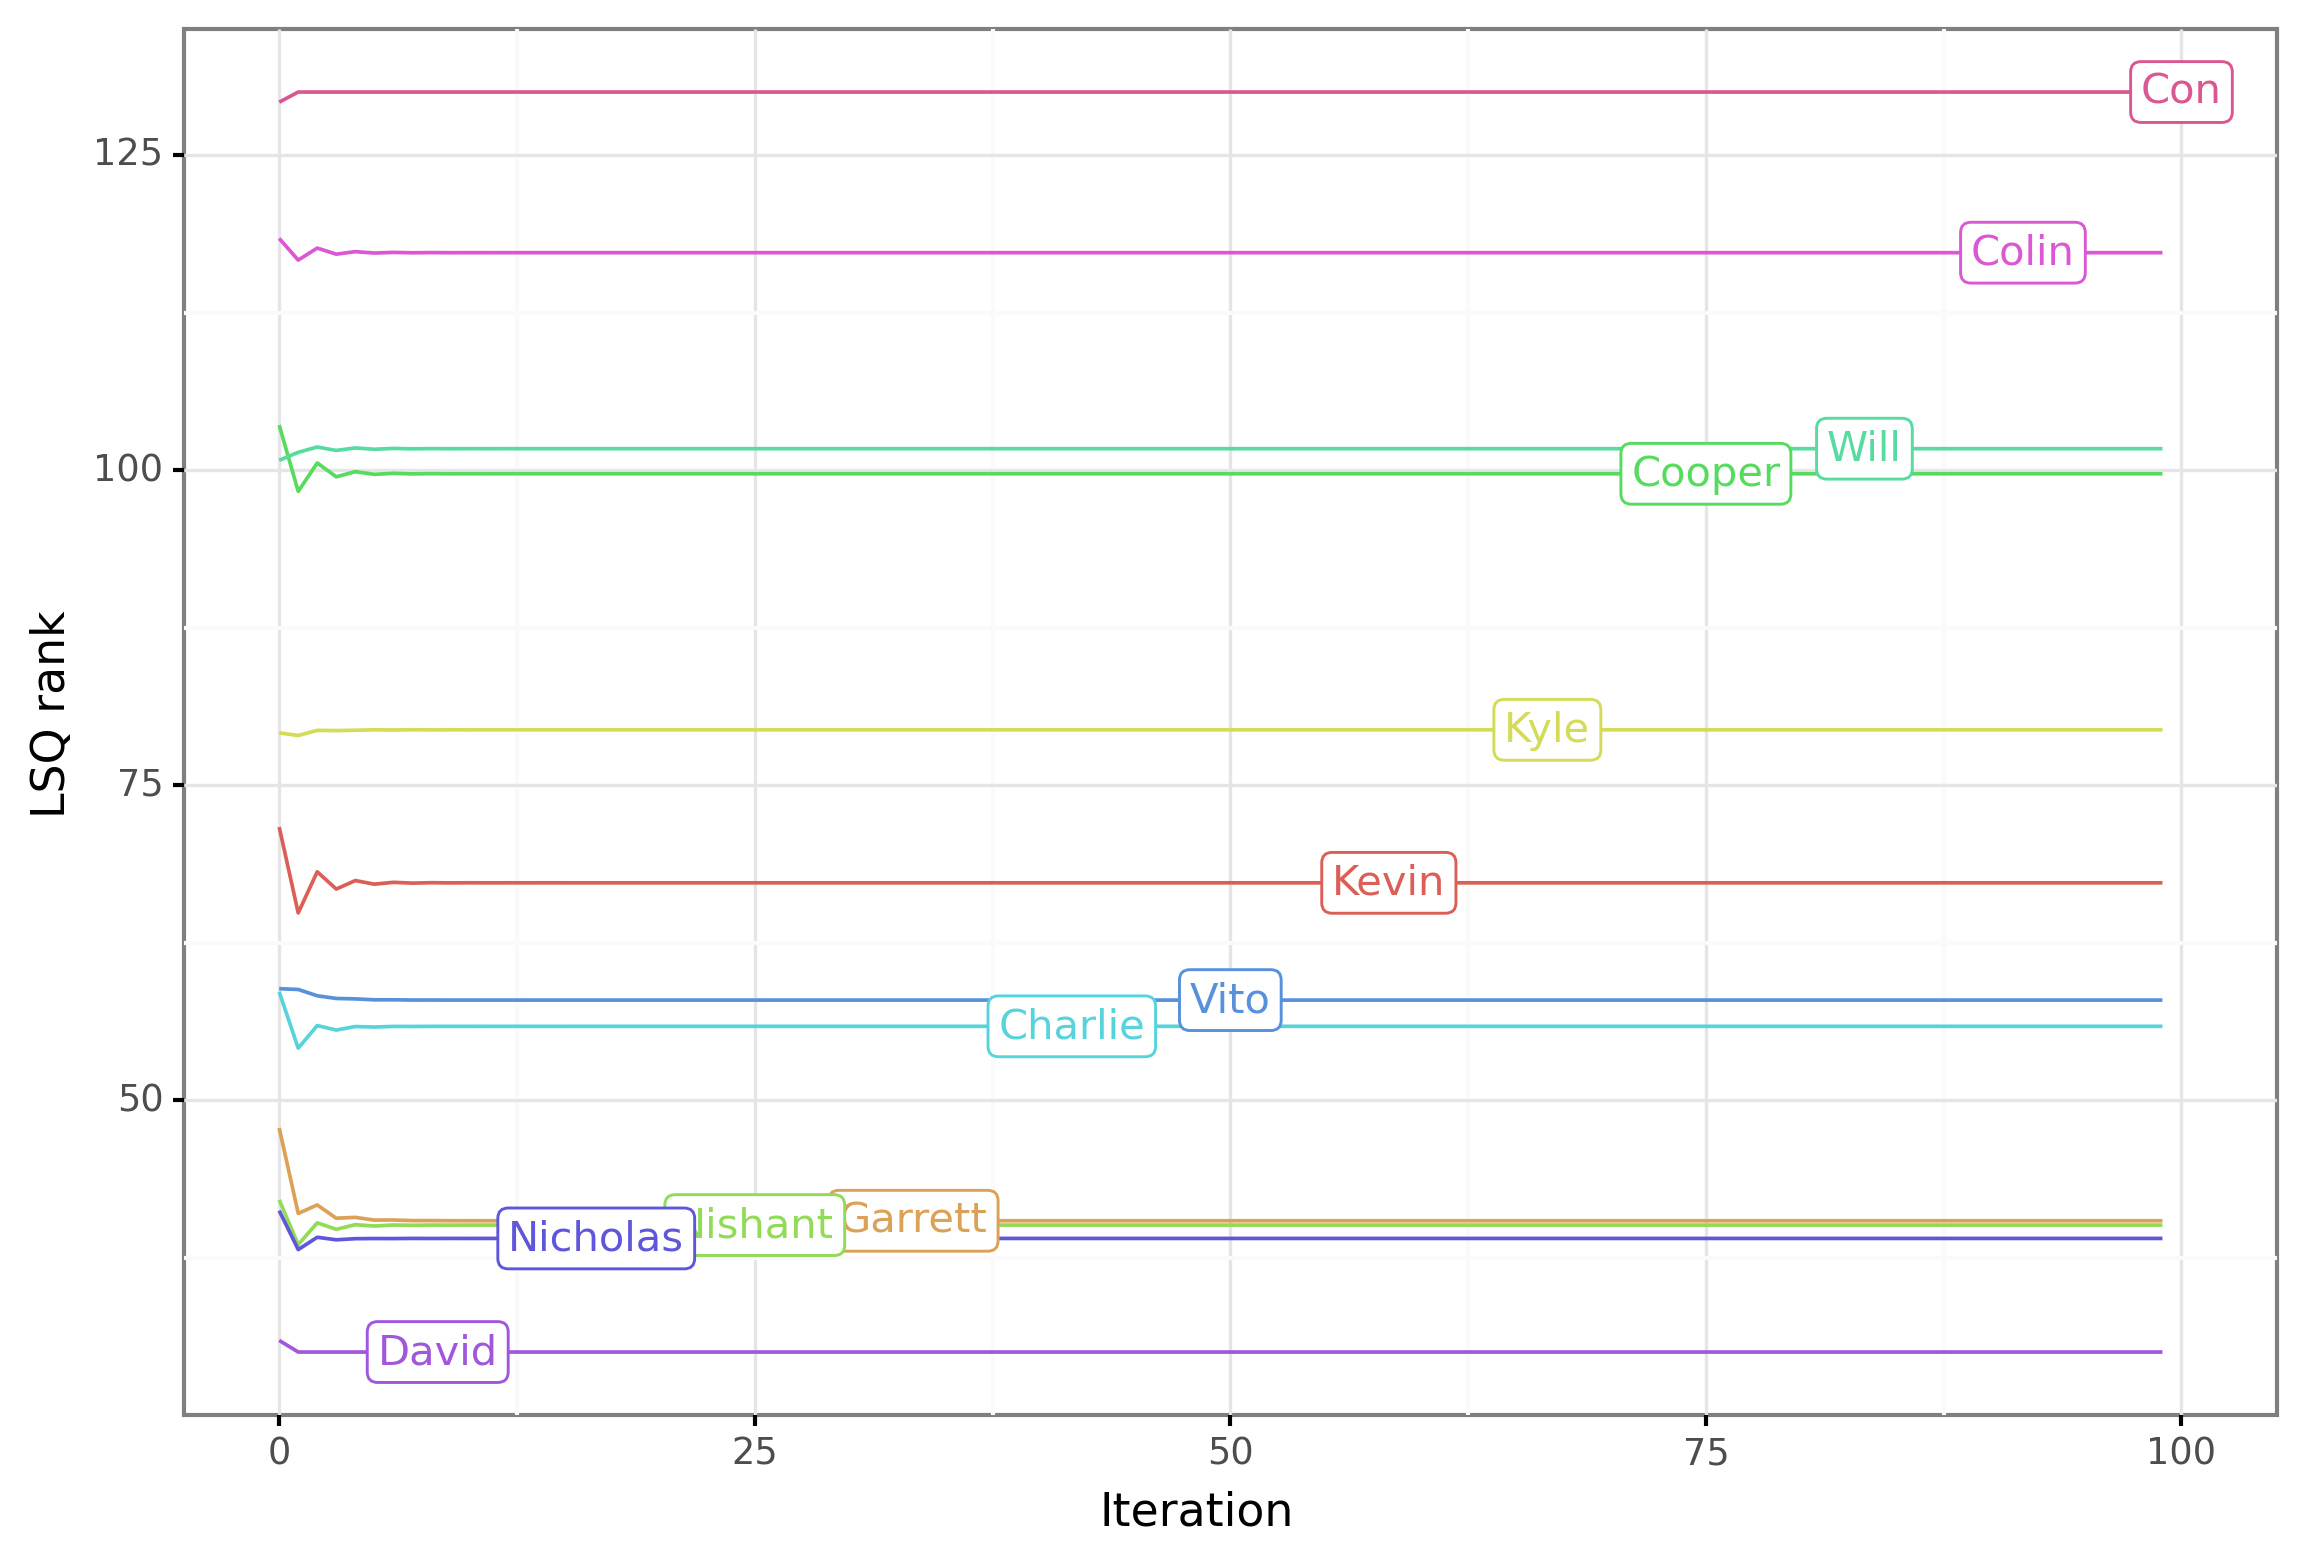 Con
125
Colin
Will
100
Cooper
LSQ rank
Kyle
75
Kevin
Vito
Charlie
50
Garrett
Nicholas
David
0 25 50 75 100
Iteration